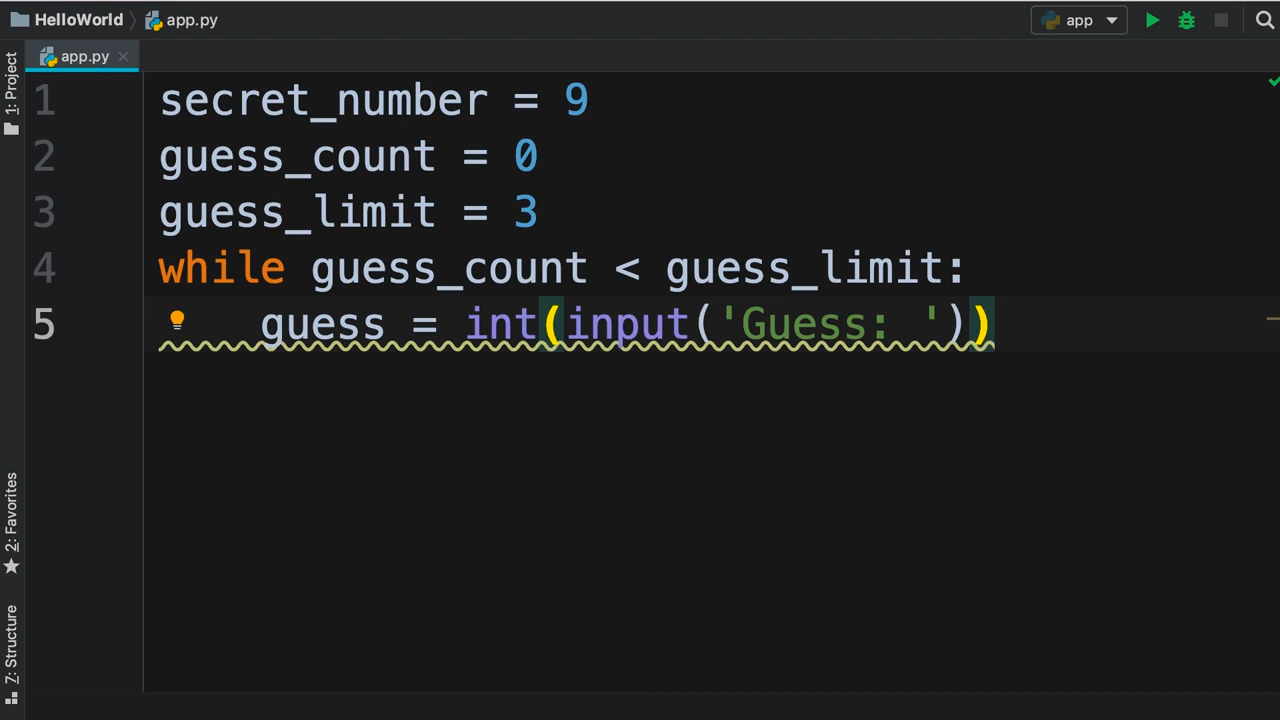 HelloWorld app.py
app
app.py
1: Project
1 secret_number = 9
2 guess_count = 0
3 guess_limit = 3
4 while guess_count < guess_limit:
5     guess = int(input('Guess: '))
2: Favorites
Z: Structure